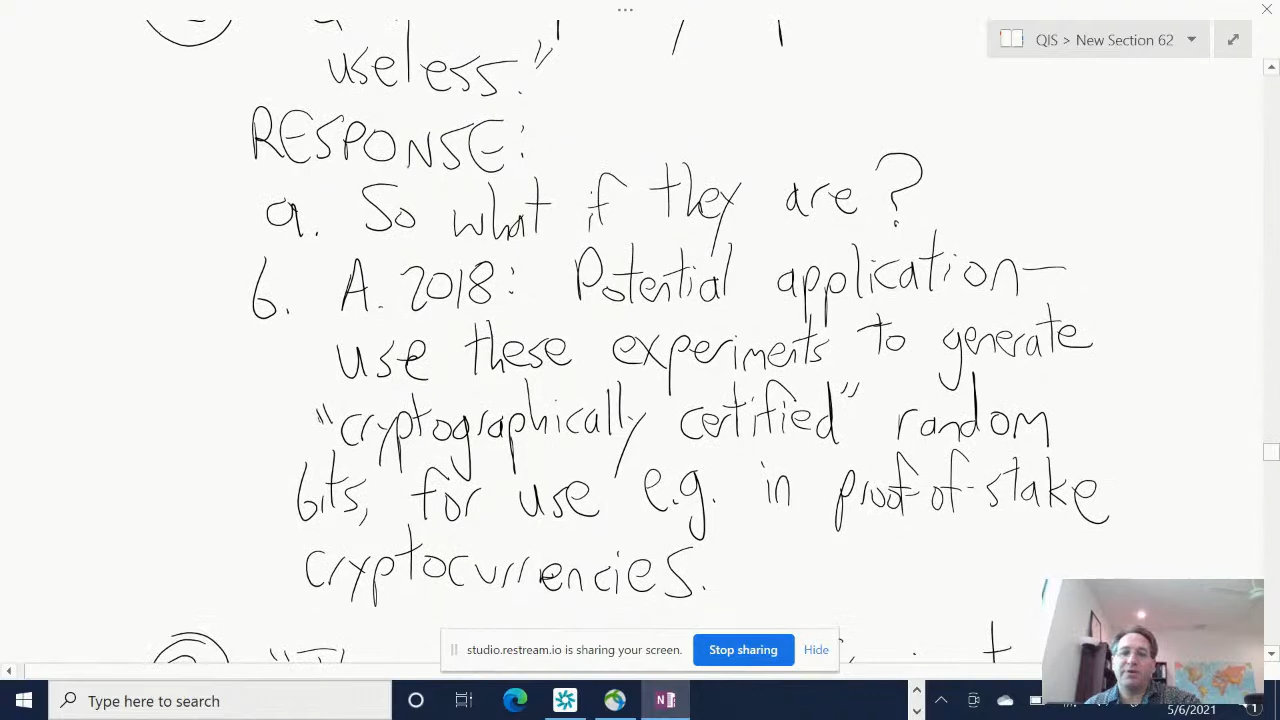 QIS > New Section 62
useless."
RESPONSE:
a. So what if they are?
b. A. 2018: Potential application—
use these experiments to generate
"cryptographically certified" random
bits, for use e.g. in proof-of-stake
cryptocurrencies.
studio.restream.io is sharing your screen.
Stop sharing
Hide
Type here to search
5/6/2021
1